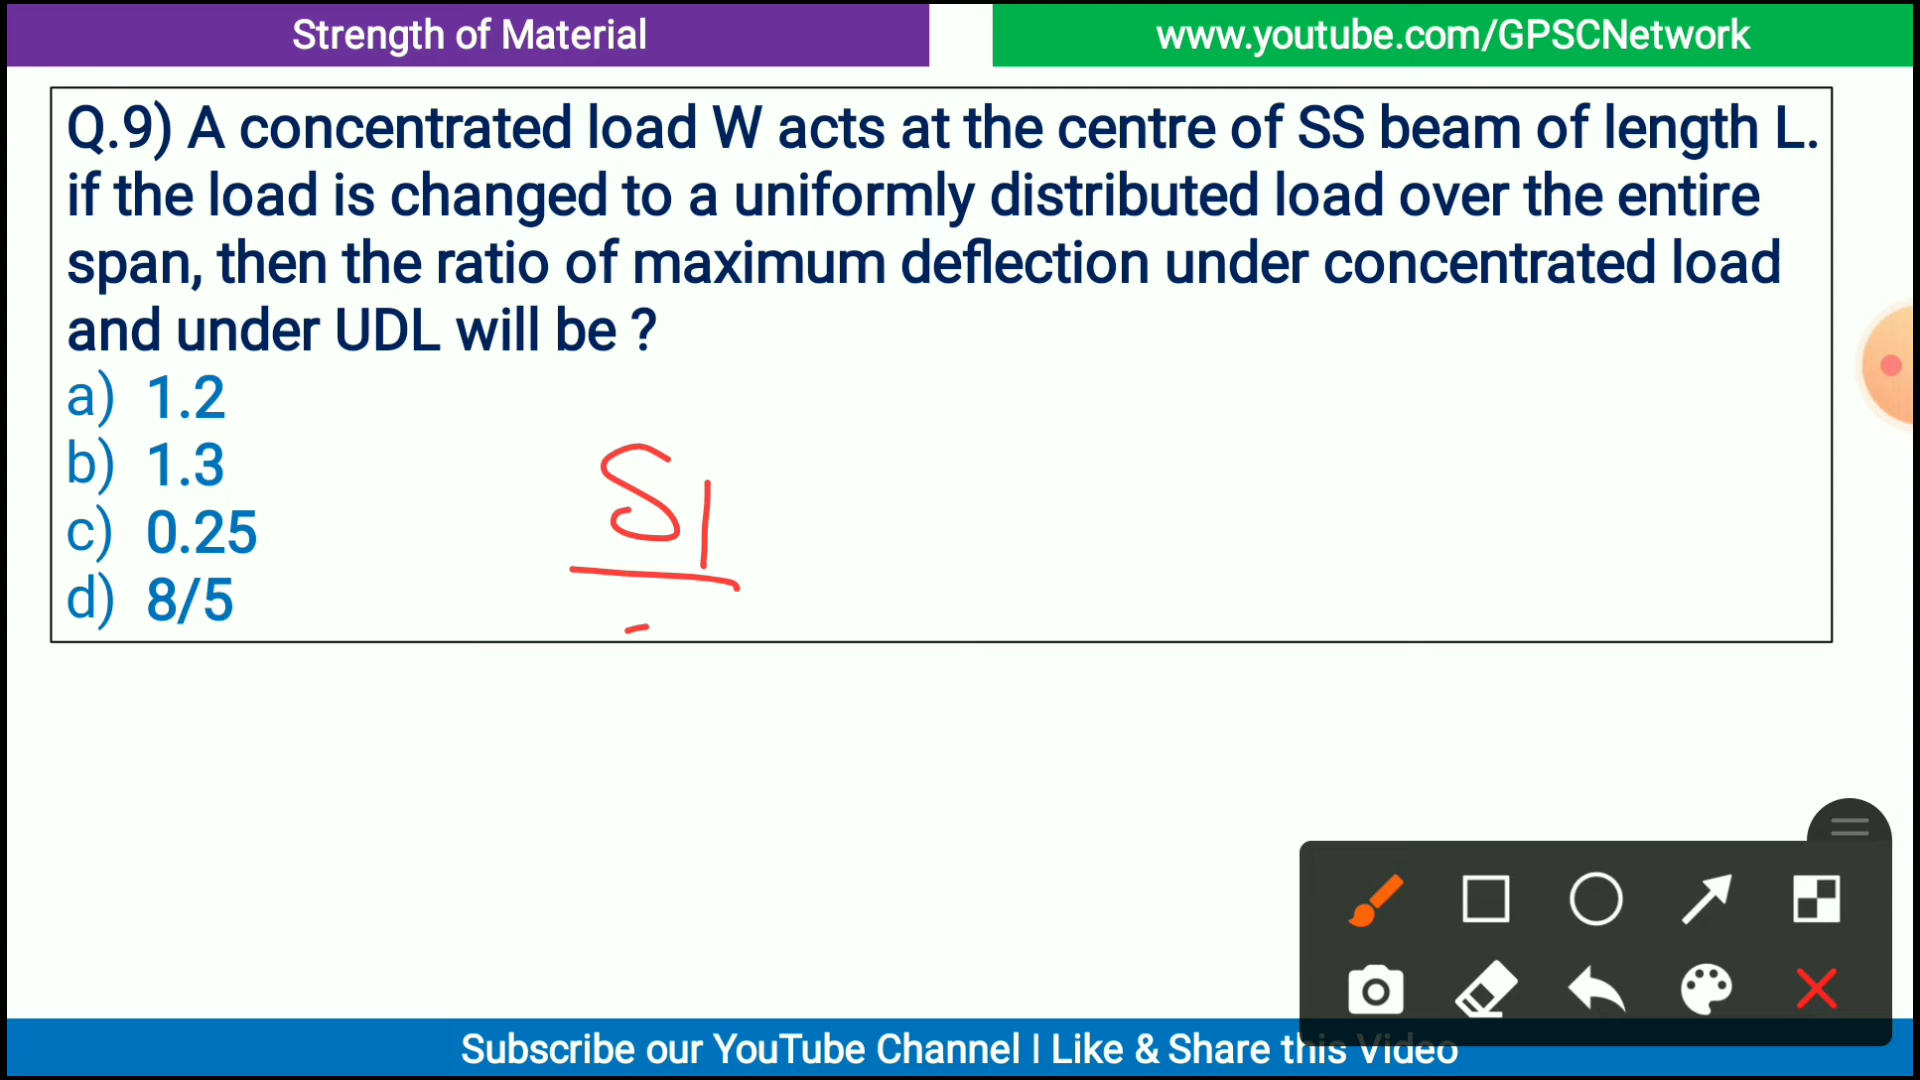 Strength of Material
www.youtube.com/GPSCNetwork
Q.9) A concentrated load W acts at the centre of SS beam of length L.
if the load is changed to a uniformly distributed load over the entire
span, then the ratio of maximum deflection under concentrated load
and under UDL will be ?
a) 1.2
b) 1.3
c) 0.25
d) 8/5
δ1
Subscribe our YouTube Channel | Like & Share this Video